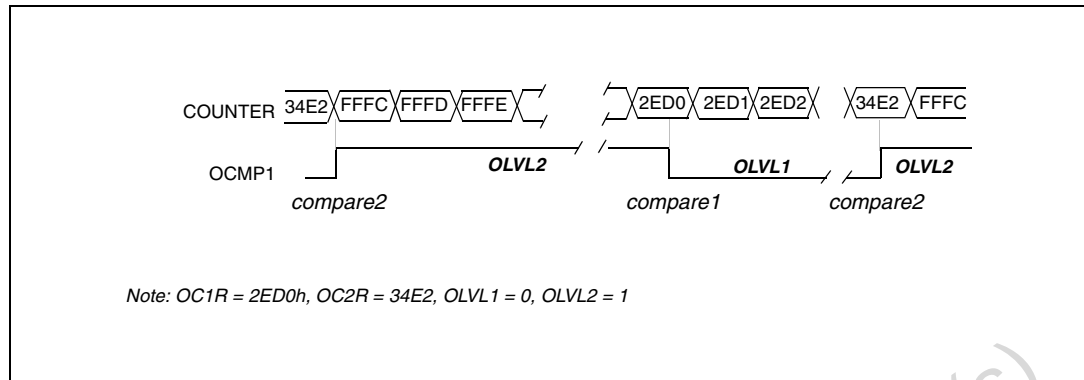 COUNTER 34E2 FFFC FFFD FFFE 2ED0 2ED1 2ED2 34E2 FFFC
OCMP1 OLVL2 OLVL1 OLVL2
compare2 compare1 compare2
Note: OC1R = 2ED0h, OC2R = 34E2, OLVL1 = 0, OLVL2 = 1